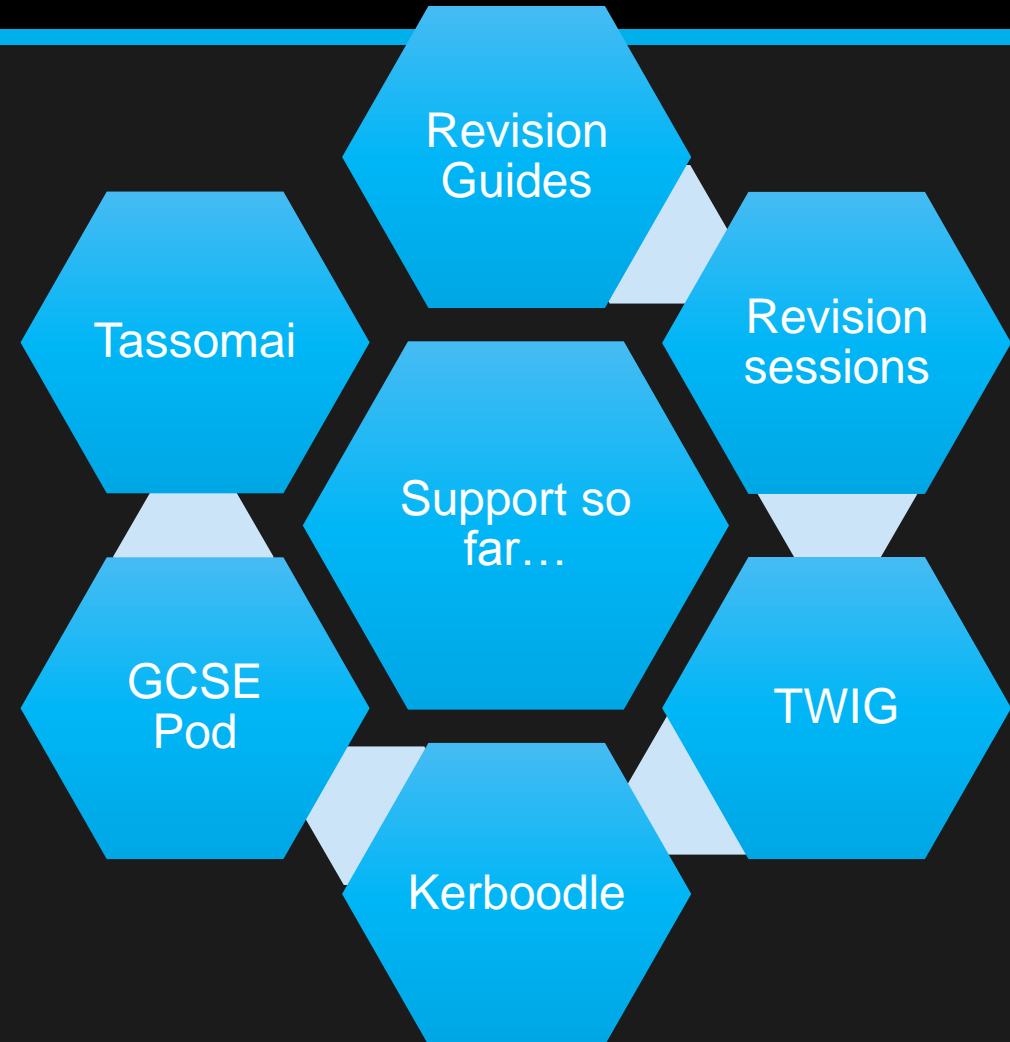 Revision
Guides
Revision
sessions
TWIG
Kerboodle
GCSE
Pod
Tassomai
Support so
far…